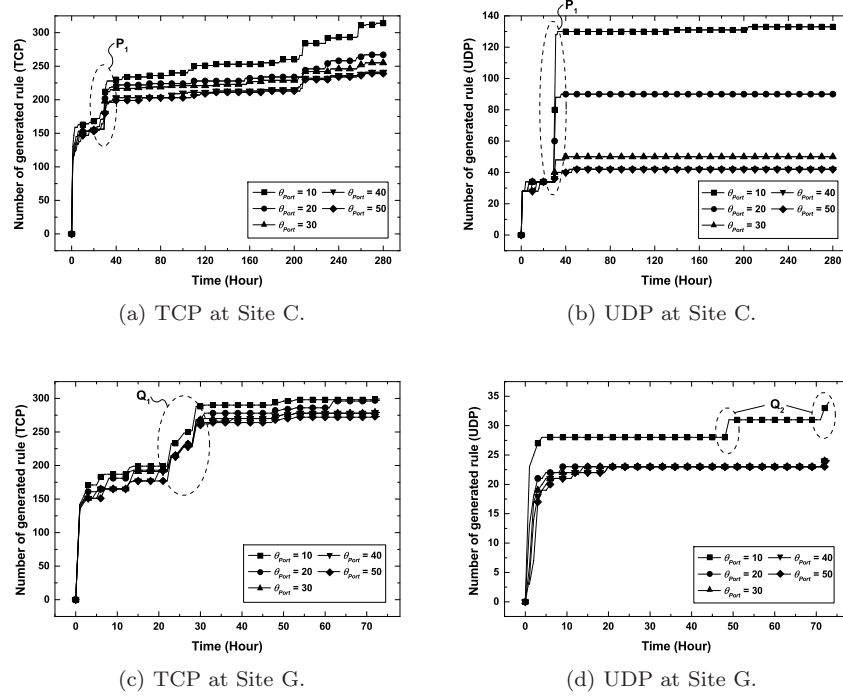 P1
Number of generated rule (TCP)
300
250
200
150
100
50
0
θPort = 10
θPort = 40
θPort = 20
θPort = 50
θPort = 30
0 40 80 120 160 200 240 280
Time (Hour)
(a) TCP at Site C.
P1
Number of generated rule (UDP)
140
120
100
80
60
40
20
0
θPort = 10
θPort = 40
θPort = 20
θPort = 50
θPort = 30
0 40 80 120 160 200 240 280
Time (Hour)
(b) UDP at Site C.
Q1
Number of generated rule (TCP)
300
250
200
150
100
50
0
θPort = 10
θPort = 40
θPort = 20
θPort = 50
θPort = 30
0 10 20 30 40 50 60 70
Time (Hour)
(c) TCP at Site G.
Q2
Number of generated rule (UDP)
35
30
25
20
15
10
5
0
θPort = 10
θPort = 40
θPort = 20
θPort = 50
θPort = 30
0 10 20 30 40 50 60 70
Time (Hour)
(d) UDP at Site G.